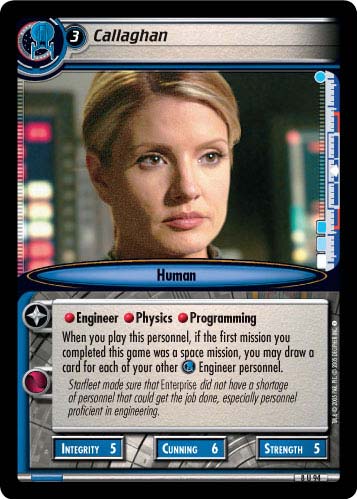 3 Callaghan
Human
Engineer Physics Programming
When you play this personnel, if the first mission you
completed this game was a space mission, you may draw a
card for each of your other Engineer personnel.
Starfleet made sure that Enterprise did not have a shortage
of personnel that could get the job done, especially personnel
proficient in engineering.
INTEGRITY 5 CUNNING 6 STRENGTH 5
8 U 94